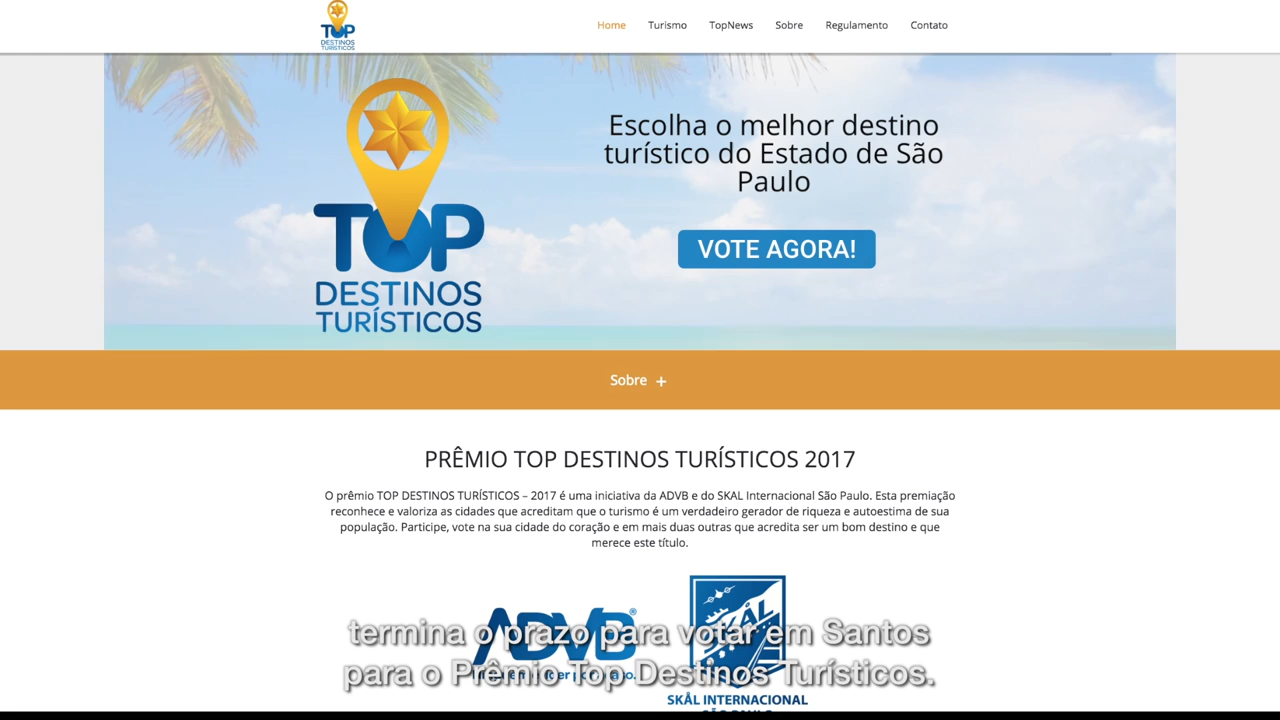 TOP
DESTINOS
TURÍSTICOS
Home Turismo TopNews Sobre Regulamento Contato
TOP
DESTINOS
TURÍSTICOS
Escolha o melhor destino
turístico do Estado de São
Paulo
VOTE AGORA!
Sobre +
PRÊMIO TOP DESTINOS TURÍSTICOS 2017
O prêmio TOP DESTINOS TURÍSTICOS – 2017 é uma iniciativa da ADVB e do SKAL Internacional São Paulo. Esta premiação
reconhece e valoriza as cidades que acreditam que o turismo é um verdadeiro gerador de riqueza e autoestima de sua
população. Participe, vote na sua cidade do coração e em mais duas outras que acredita ser um bom destino e que
merece este título.
ADVB®
SKÅL
termina o prazo para votar em Santos
para o Prêmio Top Destinos Turísticos.
SKÅL INTERNACIONAL
SÃO PAULO